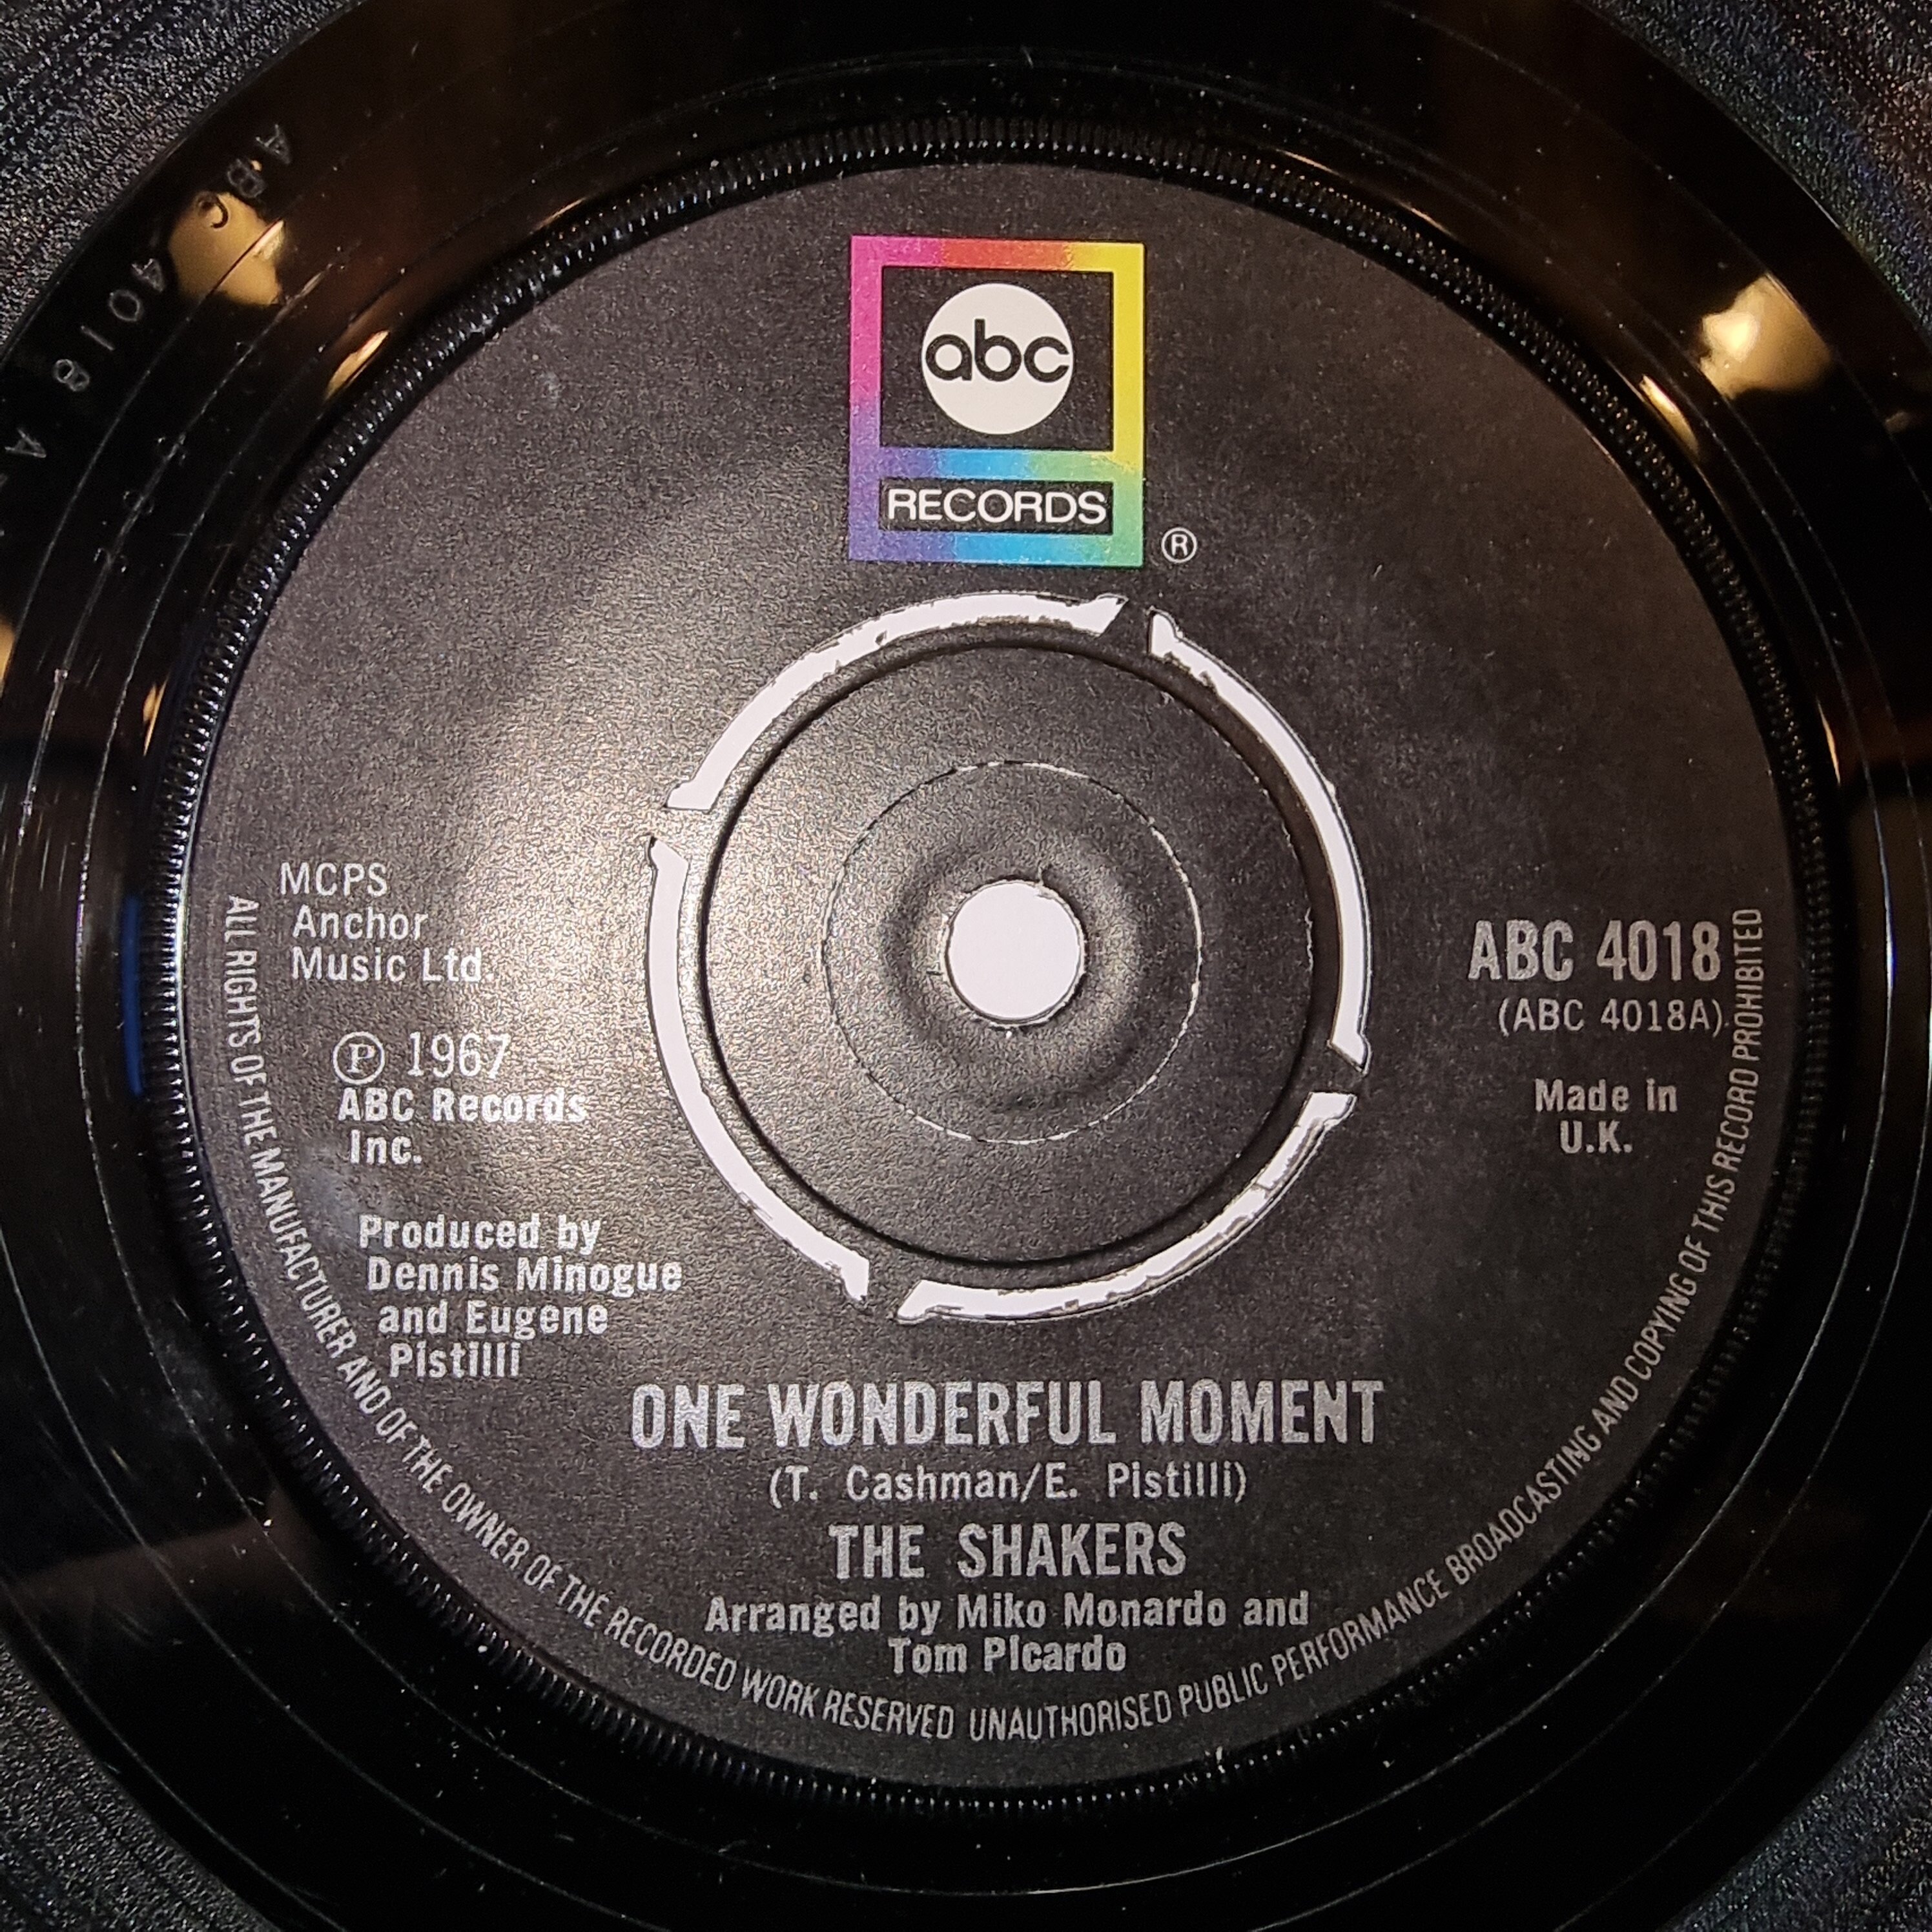 ABC 4018 A
abc
RECORDS
®
MCPS
Anchor
Music Ltd.
Ⓟ 1967
ABC Records
Inc.
Produced by
Dennis Minogue
and Eugene
Pistilli
ABC 4018
(ABC 4018A)
Made in
U.K.
ONE WONDERFUL MOMENT
(T. Cashman/E. Pistilli)
THE SHAKERS
Arranged by Miko Monardo and
Tom Picardo
ALL RIGHTS OF THE MANUFACTURER AND OF THE OWNER OF THE RECORDED WORK RESERVED UNAUTHORISED PUBLIC PERFORMANCE BROADCASTING AND COPYING OF THIS RECORD PROHIBITED